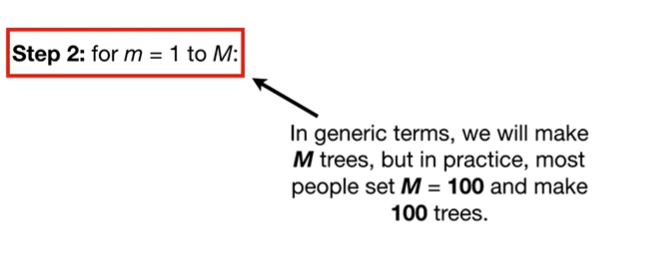 Step 2: for m = 1 to M:
In generic terms, we will make
M trees, but in practice, most
people set M = 100 and make
100 trees.